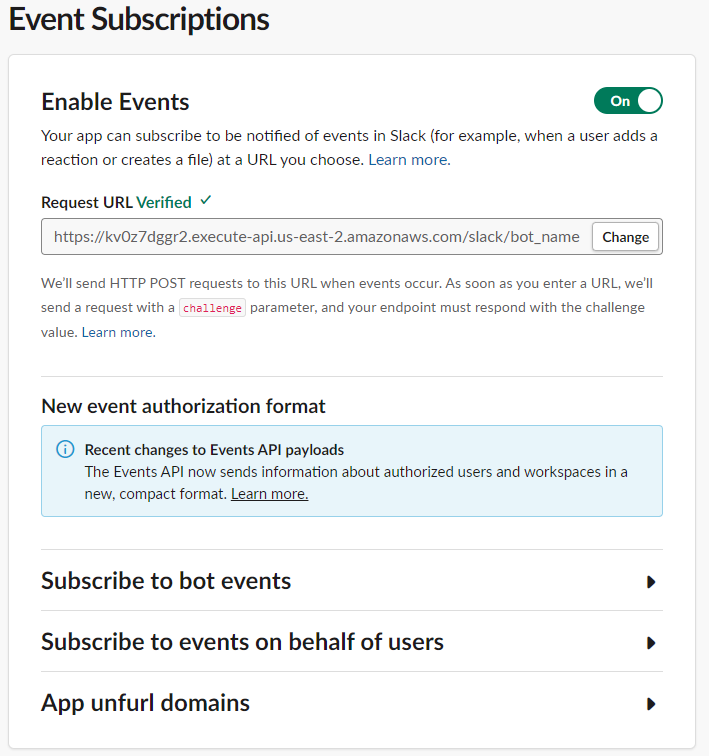 Event Subscriptions
Enable Events
On
Your app can subscribe to be notified of events in Slack (for example, when a user adds a
reaction or creates a file) at a URL you choose. Learn more.
Request URL Verified ✓
https://kv0z7dggr2.execute-api.us-east-2.amazonaws.com/slack/bot_name
Change
We’ll send HTTP POST requests to this URL when events occur. As soon as you enter a URL, we’ll
send a request with a challenge parameter, and your endpoint must respond with the challenge
value. Learn more.
New event authorization format
Recent changes to Events API payloads
The Events API now sends information about authorized users and workspaces in a
new, compact format. Learn more.
Subscribe to bot events
Subscribe to events on behalf of users
App unfurl domains